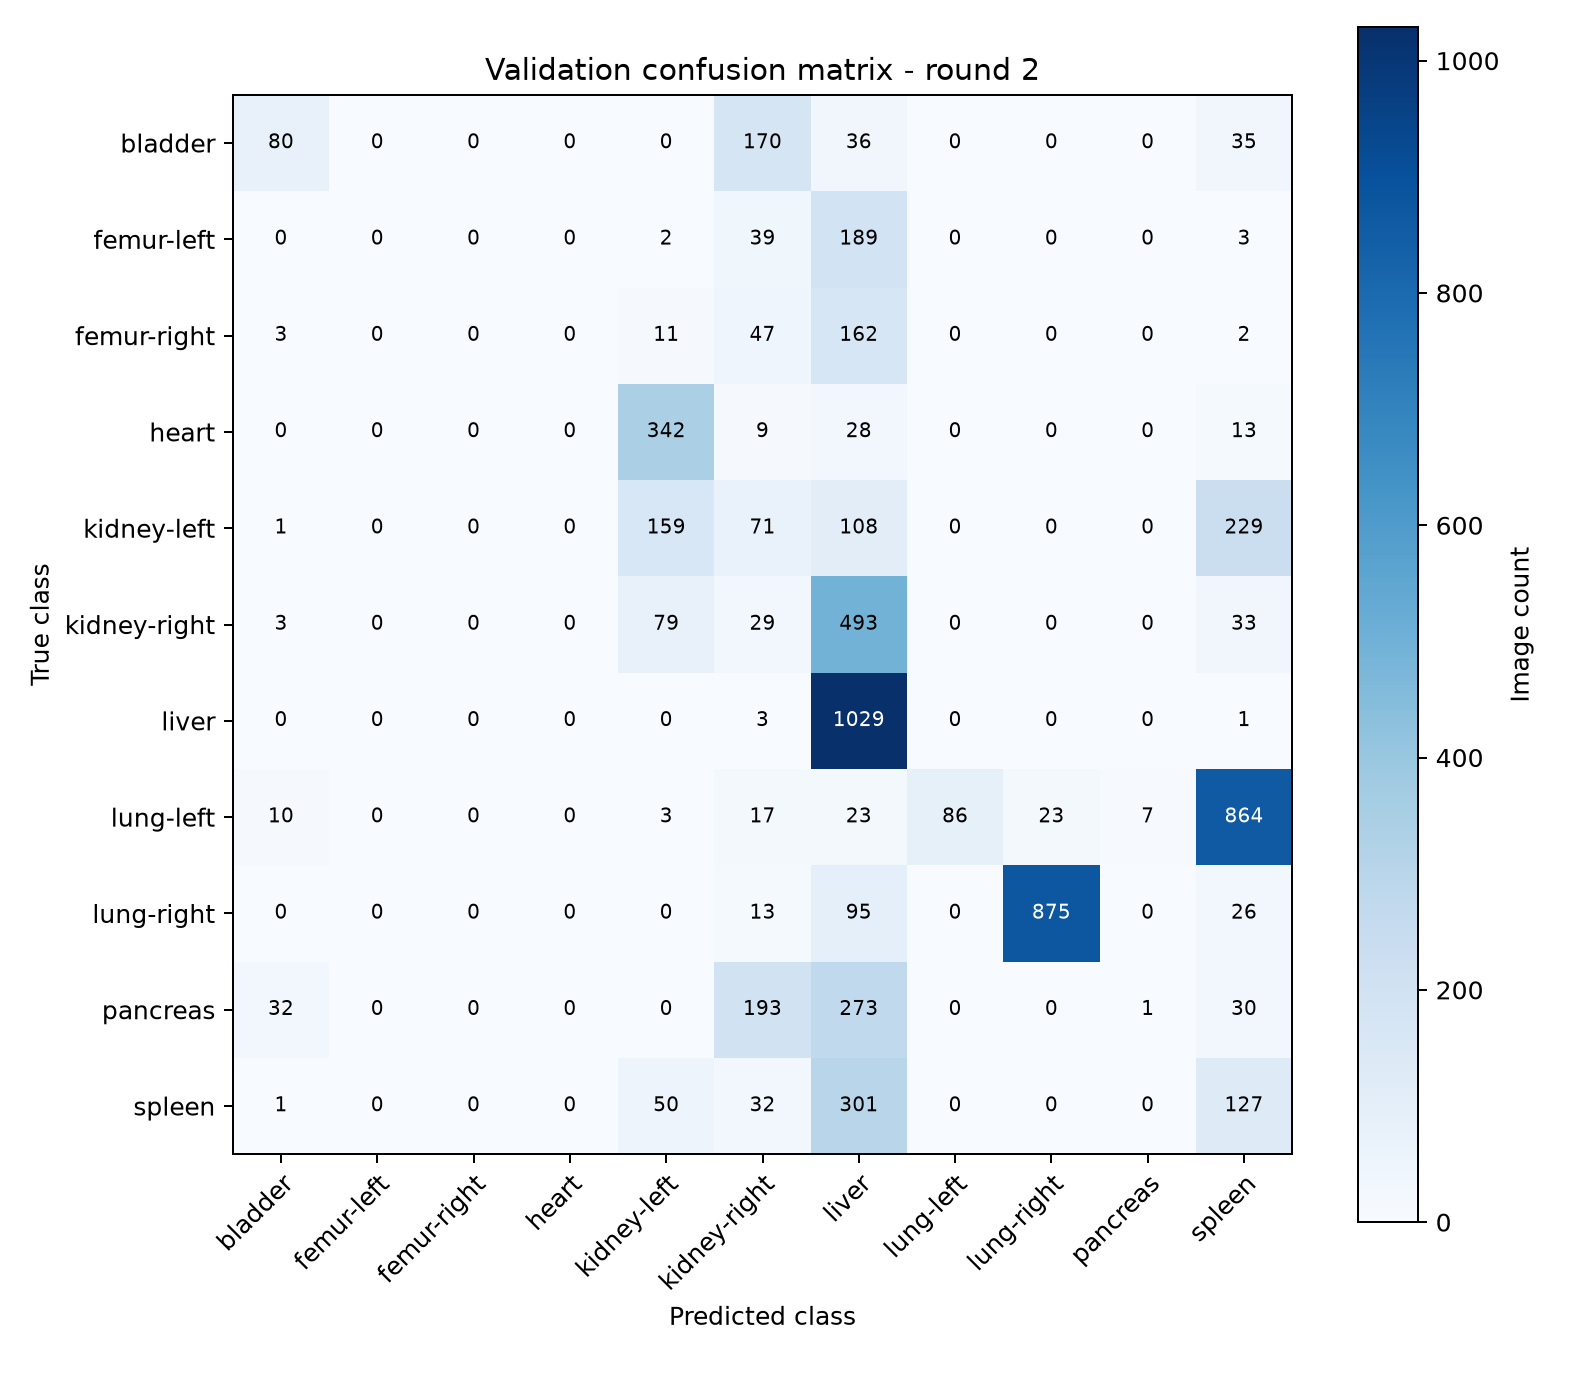 Validation confusion matrix - round 2
bladder 80 0 0 0 0 170 36 0 0 0 35
femur-left 0 0 0 0 2 39 189 0 0 0 3
femur-right 3 0 0 0 11 47 162 0 0 0 2
heart 0 0 0 0 342 9 28 0 0 0 13
kidney-left 1 0 0 0 159 71 108 0 0 0 229
kidney-right 3 0 0 0 79 29 493 0 0 0 33
liver 0 0 0 0 0 3 1029 0 0 0 1
lung-left 10 0 0 0 3 17 23 86 23 7 864
lung-right 0 0 0 0 0 13 95 0 875 0 26
pancreas 32 0 0 0 0 193 273 0 0 1 30
spleen 1 0 0 0 50 32 301 0 0 0 127
True class
bladder femur-left femur-right heart kidney-left kidney-right liver lung-left lung-right pancreas spleen
Predicted class
1000
800
600
400
200
0
Image count